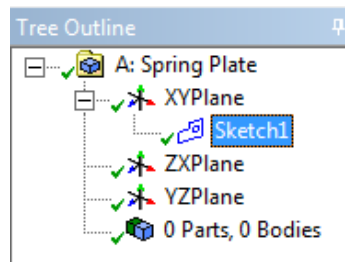 Tree Outline
A: Spring Plate
XYPlane
Sketch1
ZXPlane
YZPlane
0 Parts, 0 Bodies